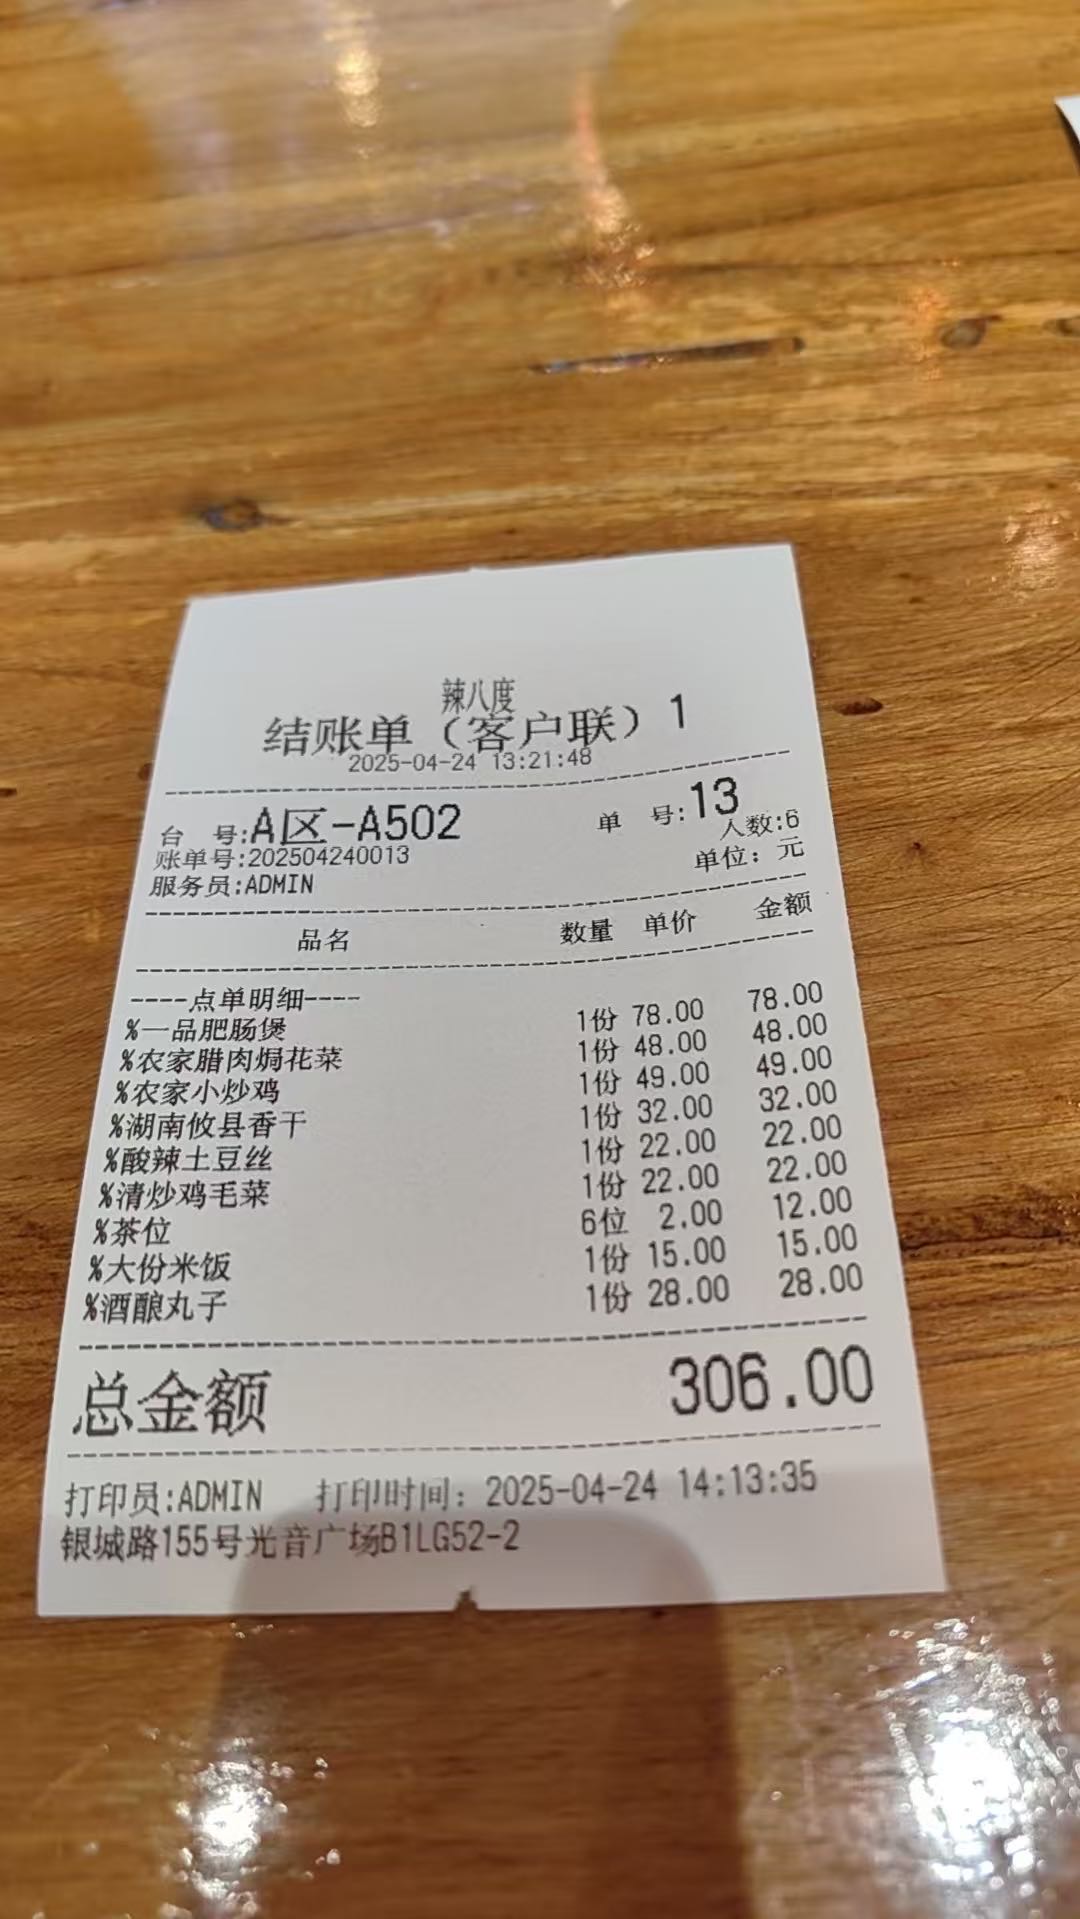 辣八度
结账单（客户联）1
2025-04-24 13:21:48
台 号:A区-A502 单 号:13
账单号:202504240013 人数:6
服务员:ADMIN 单位：元
品名 数量 单价 金额
----点单明细----
%一品肥肠煲 1份 78.00 78.00
%农家腊肉焗花菜 1份 48.00 48.00
%农家小炒鸡 1份 49.00 49.00
%湖南攸县香干 1份 32.00 32.00
%酸辣土豆丝 1份 22.00 22.00
%清炒鸡毛菜 1份 22.00 22.00
%茶位 6位 2.00 12.00
%大份米饭 1份 15.00 15.00
%酒酿丸子 1份 28.00 28.00
总金额 306.00
打印员:ADMIN 打印时间：2025-04-24 14:13:35
银城路155号光音广场B1LG52-2